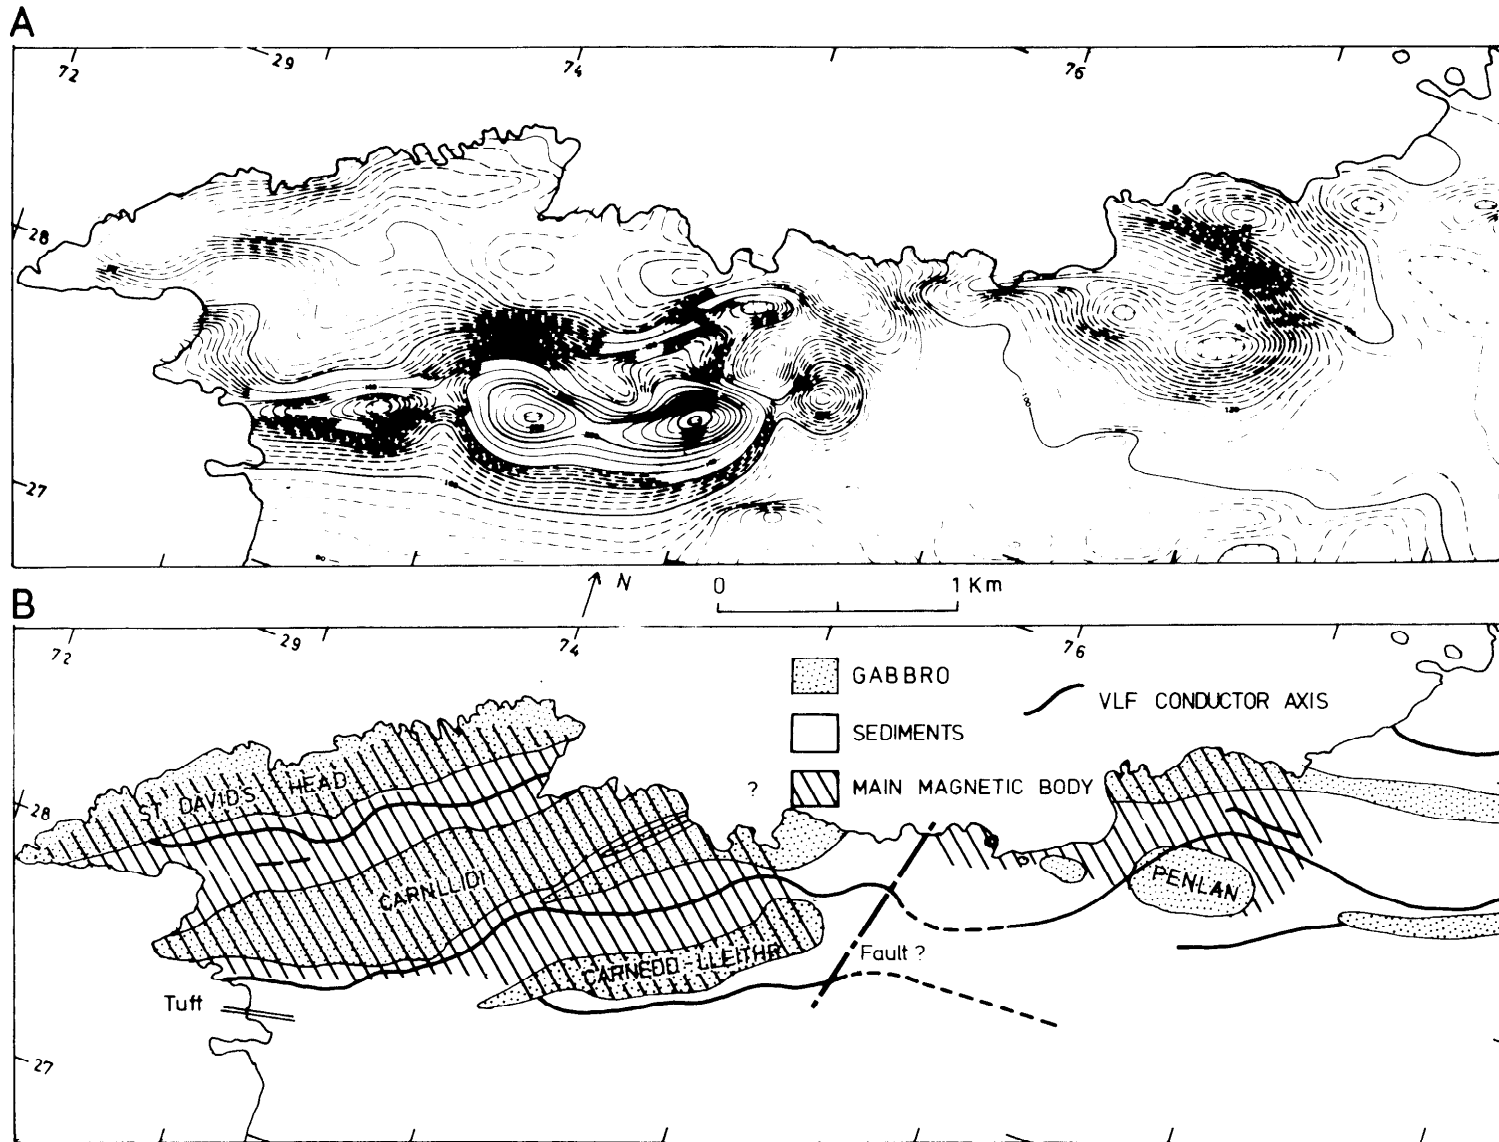 A
72
29
74
76
28
27
N
0
1 Km
B
72
29
74
76
GABBRO
VLF CONDUCTOR AXIS
SEDIMENTS
?
MAIN MAGNETIC BODY
ST DAVIDS HEAD
28
CARNLLIDI
PENLAN
CARNEDD-LLEITHR
Fault ?
Tuff
27